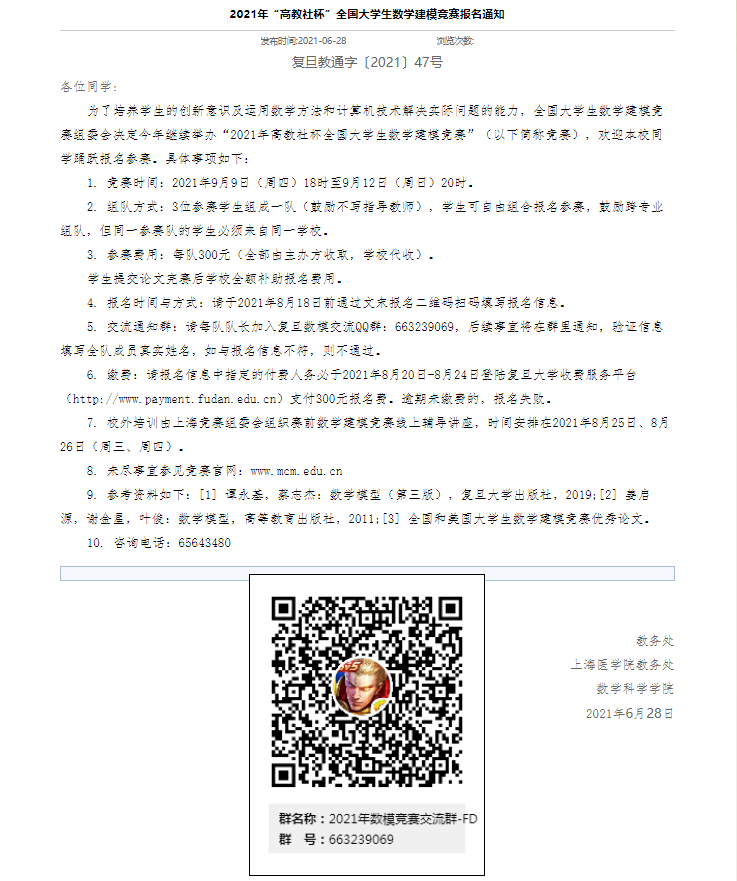 2021年“高教社杯”全国大学生数学建模竞赛报名通知
发布时间:2021-06-28 浏览次数:
复旦教通字〔2021〕47号
各位同学：
为了培养学生的创新意识及运用数学方法和计算机技术解决实际问题的能力，全国大学生数学建模竞
赛组委会决定今年继续举办“2021年高教社杯全国大学生数学建模竞赛”（以下简称竞赛），欢迎本校同
学踊跃报名参赛。具体事项如下：
1. 竞赛时间：2021年9月9日（周四）18时至9月12日（周日）20时。
2. 组队方式：3位参赛学生组成一队（鼓励不写指导教师），学生可自由组合报名参赛，鼓励跨专业
组队，但同一参赛队的学生必须来自同一学校。
3. 参赛费用：每队300元（全部由主办方收取，学校代收）.
学生提交论文完赛后学校全额补助报名费用。
4. 报名时间与方式：请于2021年8月18日前通过文末报名二维码扫码填写报名信息。
5. 交流通知群：请每队队长加入复旦数模交流QQ群：663239069，后续事宜将在群里通知，验证信息
填写全队成员真实姓名，如与报名信息不符，则不通过。
6. 缴费：请报名信息中指定的付费人务必于2021年8月20日-8月24日登陆复旦大学收费服务平台
（http://www.payment.fudan.edu.cn）支付300元报名费。逾期未缴费的，报名失败。
7. 校外培训由上海竞赛组委会组织赛前数学建模竞赛线上辅导讲座，时间安排在2021年8月25日、8月
26日（周三、周四）.
8. 未尽事宜参见竞赛官网：www.mcm.edu.cn
9. 参考资料如下：[1] 谭永基，蔡志杰：数学模型（第三版），复旦大学出版社，2019;[2] 姜启
源，谢金星，叶俊：数学模型，高等教育出版社，2011;[3] 全国和美国大学生数学建模竞赛优秀论文。
10. 咨询电话：65643480
教务处
上海医学院教务处
数学科学学院
2021年6月28日
5v5
群名称：2021年数模竞赛交流群-FD
群 号：663239069